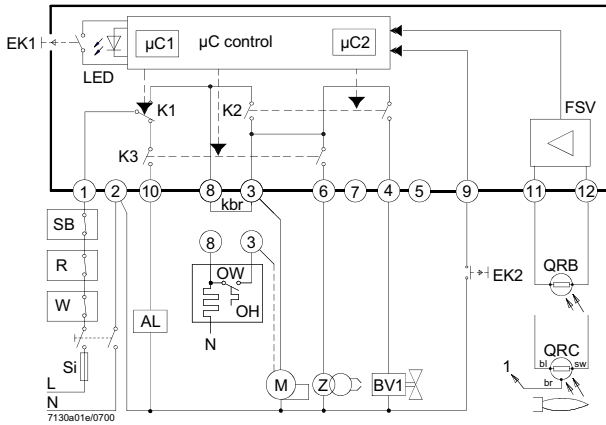 EK1
LED
µC1
µC control
µC2
K1
K2
FSV
K3
1
2
10
8
3
6
7
4
5
9
11
12
kbr
SB
R
W
Si
L
N
7130a01e/0700
AL
8
3
OW
OH
N
M
Z
BV1
EK2
QRB
QRC
bl
sw
br
1